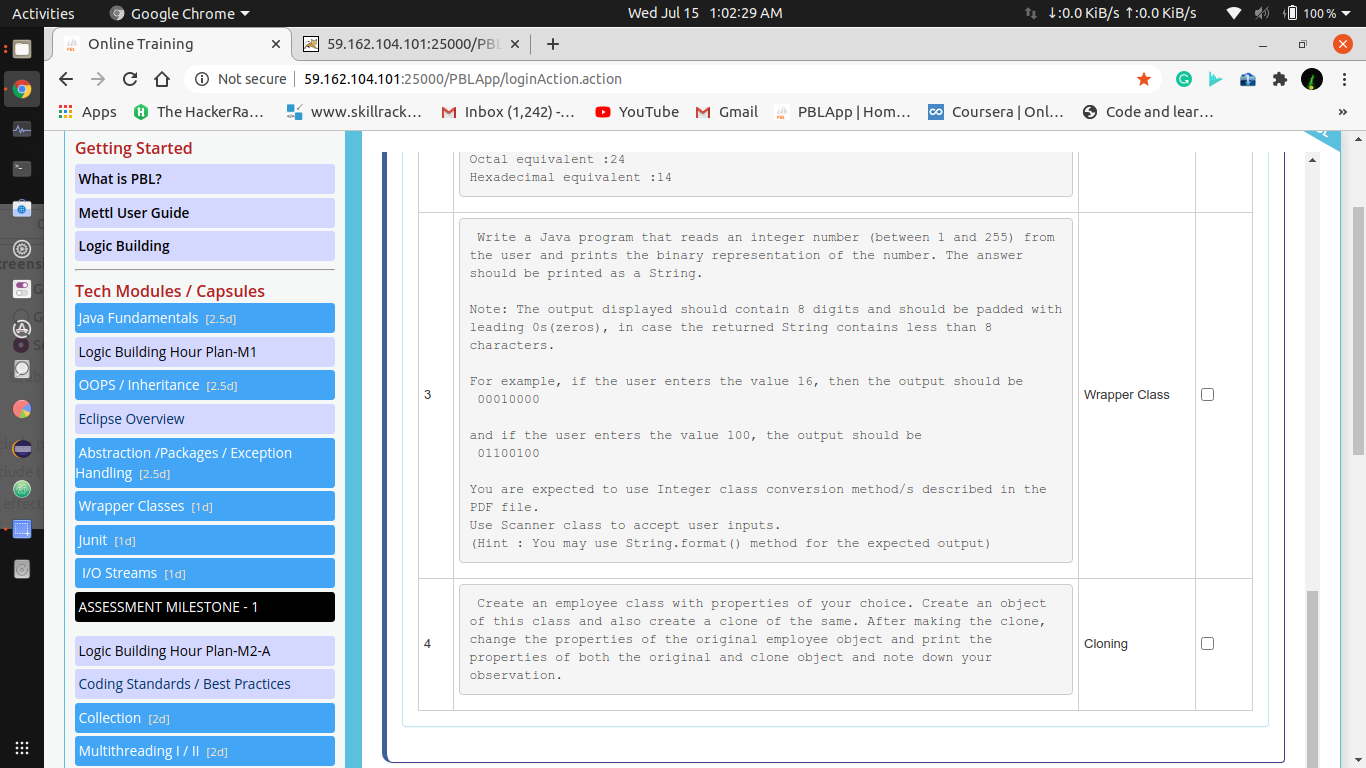 Activities
Google Chrome
Wed Jul 15 1:02:29 AM
↓:0.0 KiB/s ↑:0.0 KiB/s
100 %
Online Training
59.162.104.101:25000/PBL
Not secure
59.162.104.101:25000/PBLApp/loginAction.action
Apps
The HackerRa...
www.skillrack...
Inbox (1,242) -...
YouTube
Gmail
PBLApp | Hom...
Coursera | Onl...
Code and lear...
»
Getting Started
What is PBL?
Mettl User Guide
Logic Building
Tech Modules / Capsules
Java Fundamentals [2.5d]
Logic Building Hour Plan-M1
OOPS / Inheritance [2.5d]
Eclipse Overview
Abstraction /Packages / Exception
Handling [2.5d]
Wrapper Classes [1d]
Junit [1d]
I/O Streams [1d]
ASSESSMENT MILESTONE - 1
Logic Building Hour Plan-M2-A
Coding Standards / Best Practices
Collection [2d]
Multithreading I / II [2d]
Octal equivalent :24
Hexadecimal equivalent :14
3
Write a Java program that reads an integer number (between 1 and 255) from
the user and prints the binary representation of the number. The answer
should be printed as a String.
Note: The output displayed should contain 8 digits and should be padded with
leading 0s(zeros), in case the returned String contains less than 8
characters.
For example, if the user enters the value 16, then the output should be
00010000
and if the user enters the value 100, the output should be
01100100
You are expected to use Integer class conversion method/s described in the
PDF file.
Use Scanner class to accept user inputs.
(Hint : You may use String.format() method for the expected output)
Wrapper Class
4
Create an employee class with properties of your choice. Create an object
of this class and also create a clone of the same. After making the clone,
change the properties of the original employee object and print the
properties of both the original and clone object and note down your
observation.
Cloning